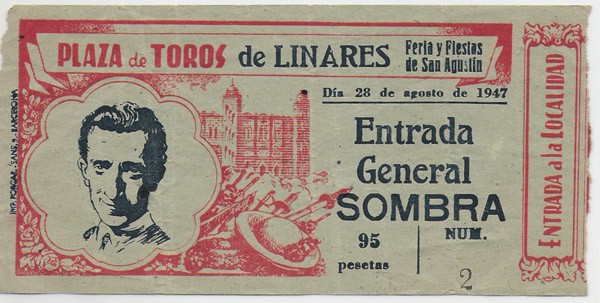 PLAZA de TOROS de LINARES
Feria y Fiestas
de San Agustín
Día 28 de agosto de 1947
Entrada
General
SOMBRA
95
pesetas
NUM.
2
ENTRADA a la LOCALIDAD
BARCELONA